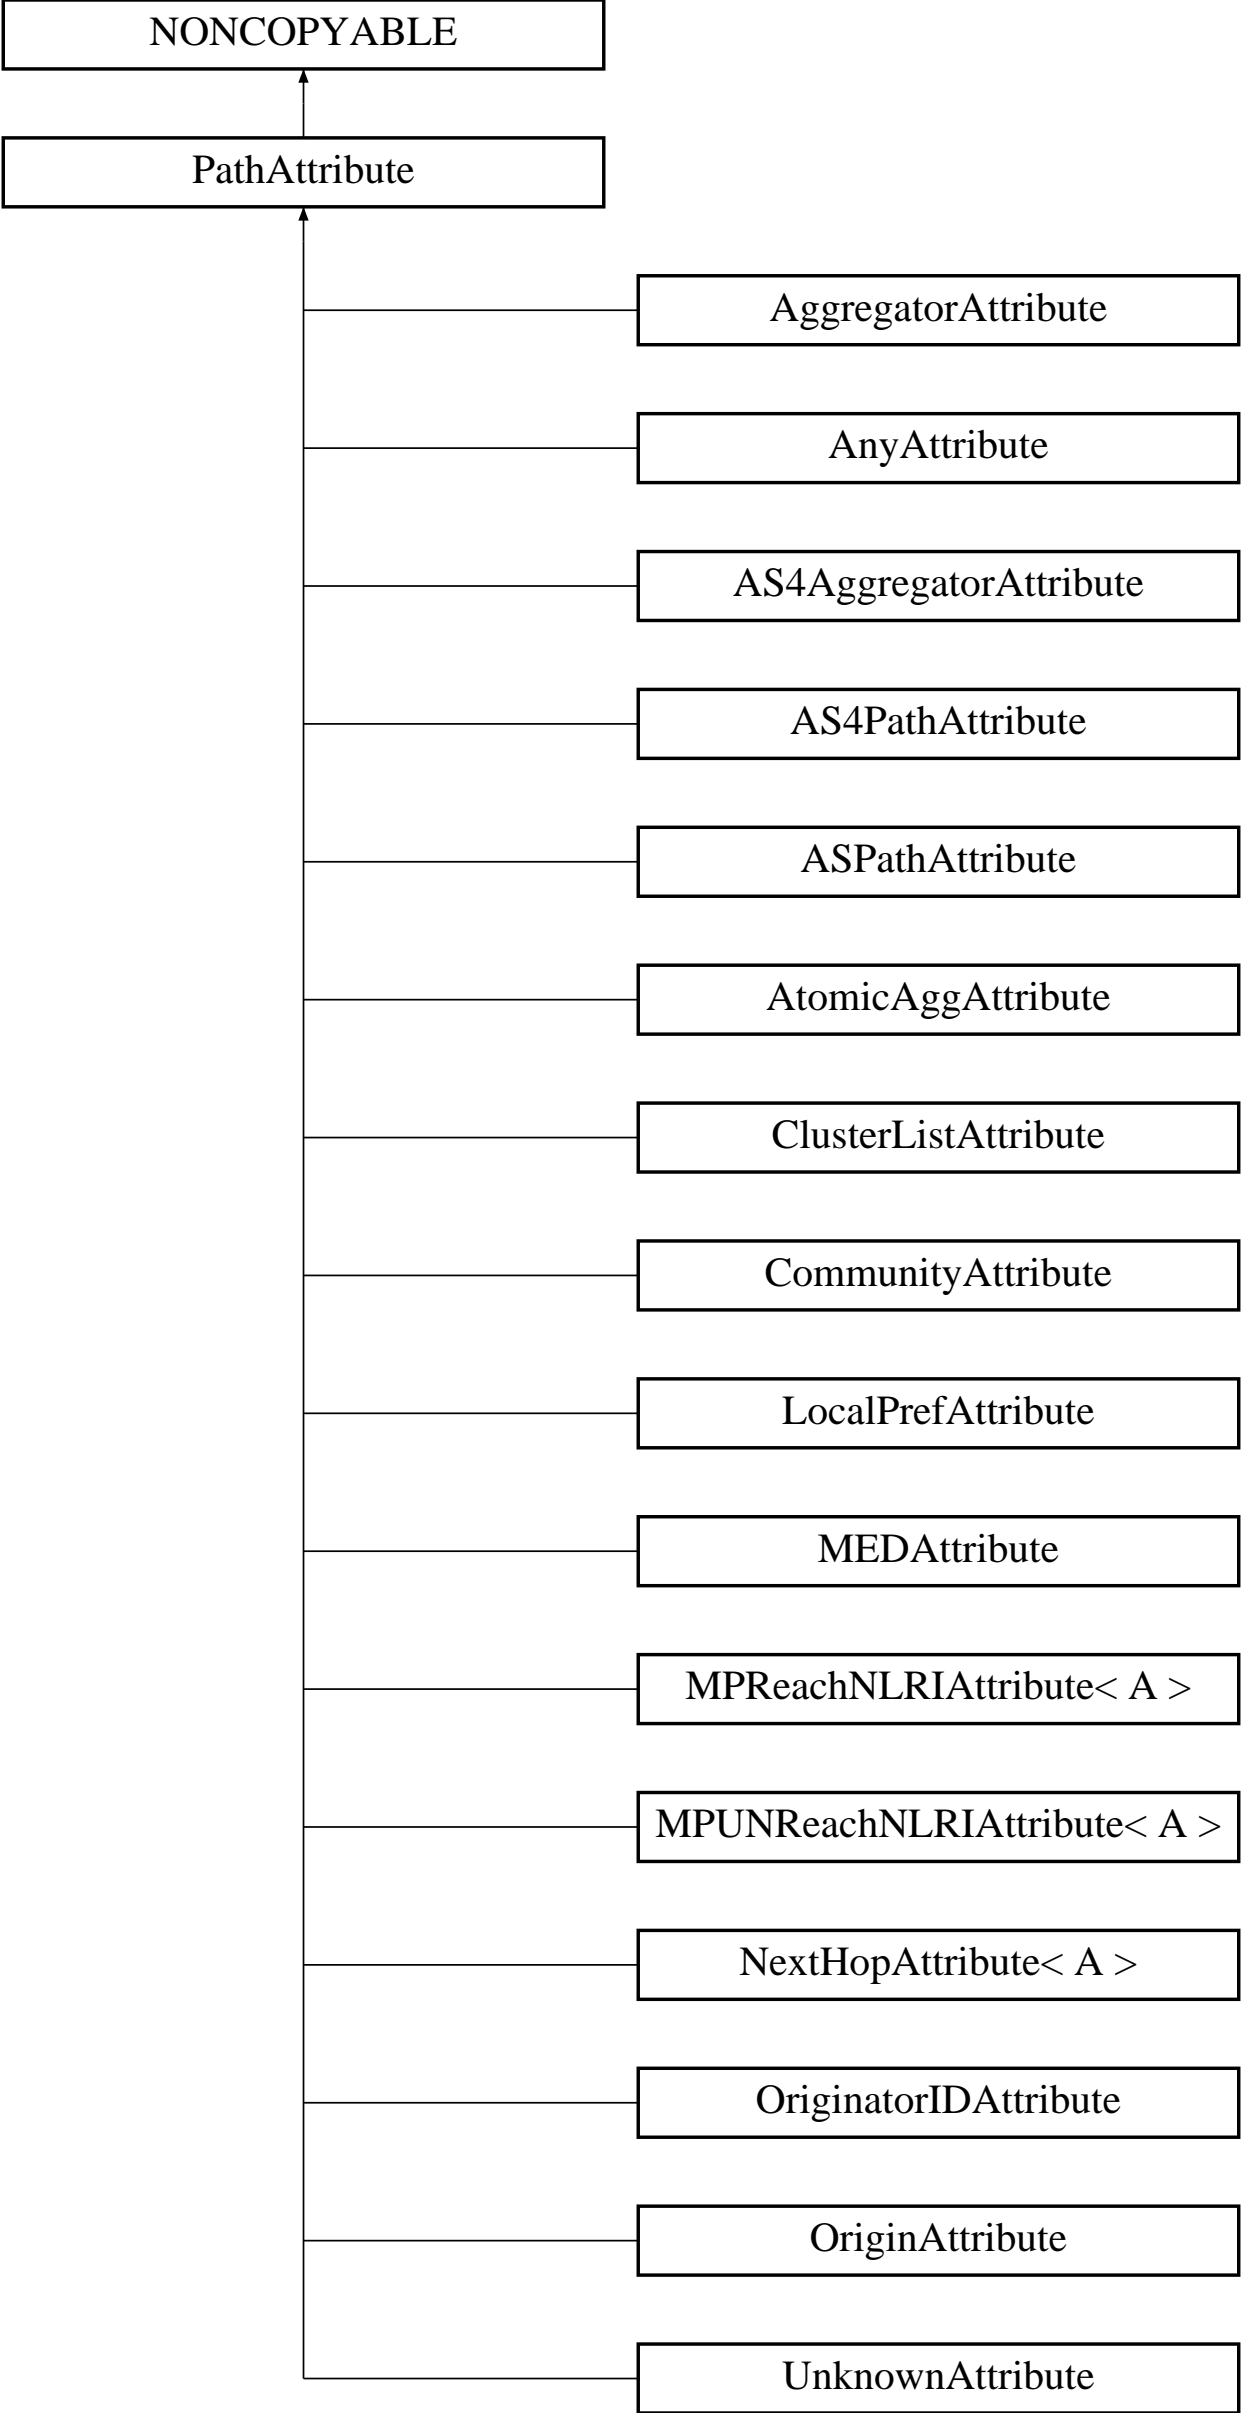 NONCOPYABLE
PathAttribute
AggregatorAttribute
AnyAttribute
AS4AggregatorAttribute
AS4PathAttribute
ASPathAttribute
AtomicAggAttribute
ClusterListAttribute
CommunityAttribute
LocalPrefAttribute
MEDAttribute
MPReachNLRIAttribute< A >
MPUNReachNLRIAttribute< A >
NextHopAttribute< A >
OriginatorIDAttribute
OriginAttribute
UnknownAttribute